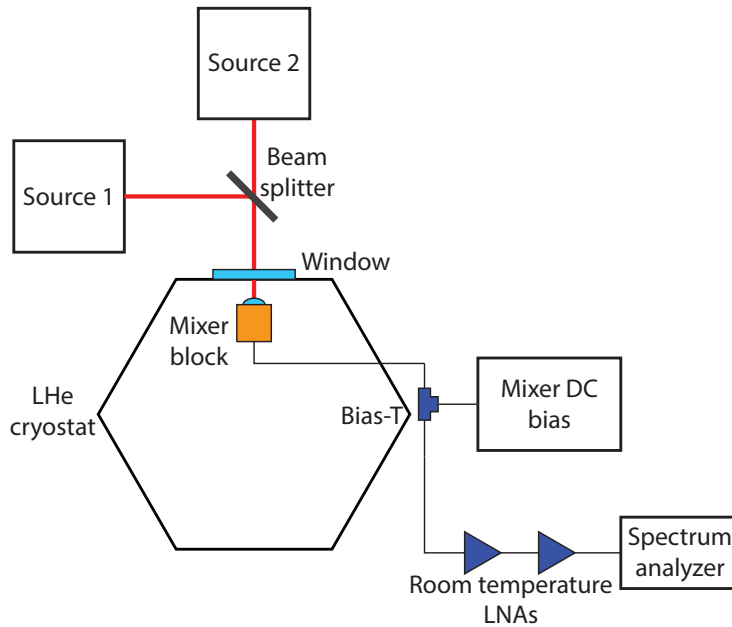 Source 2
Source 1
Beam
splitter
Window
Mixer
block
LHe
cryostat
Bias-T
Mixer DC
bias
Room temperature
LNAs
Spectrum
analyzer